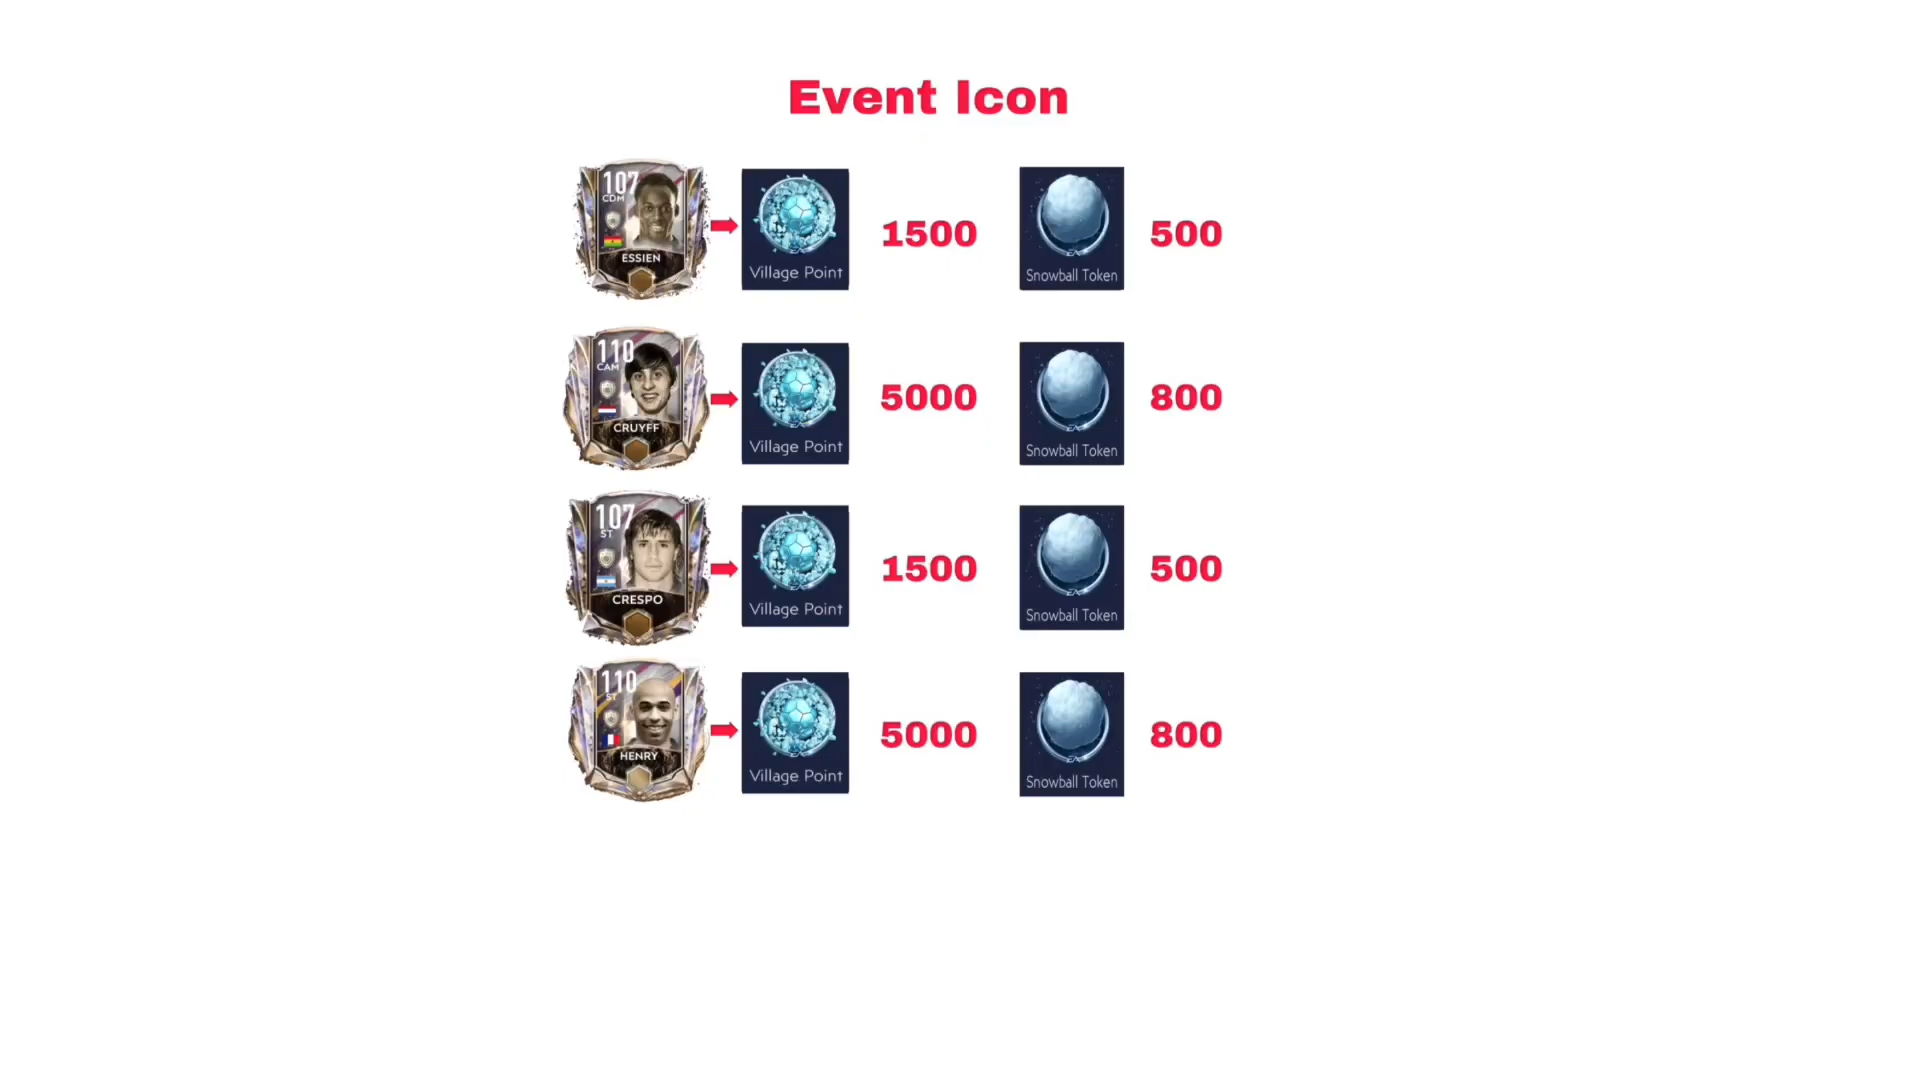 Event Icon
107
CDM
ESSIEN
Village Point
1500
Snowball Token
500
110
CAM
CRUYFF
Village Point
5000
Snowball Token
800
107
ST
CRESPO
Village Point
1500
Snowball Token
500
110
ST
HENRY
Village Point
5000
Snowball Token
800